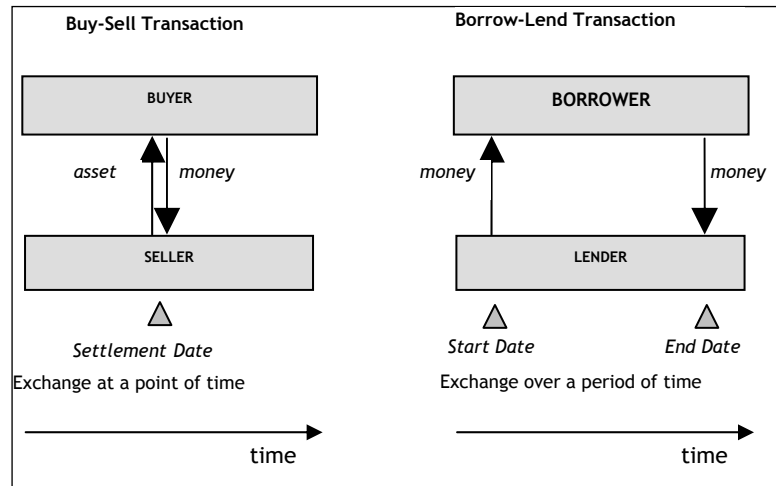 Buy-Sell Transaction
BUYER
asset
money
SELLER
Settlement Date
Exchange at a point of time
time
Borrow-Lend Transaction
BORROWER
money
money
LENDER
Start Date
End Date
Exchange over a period of time
time